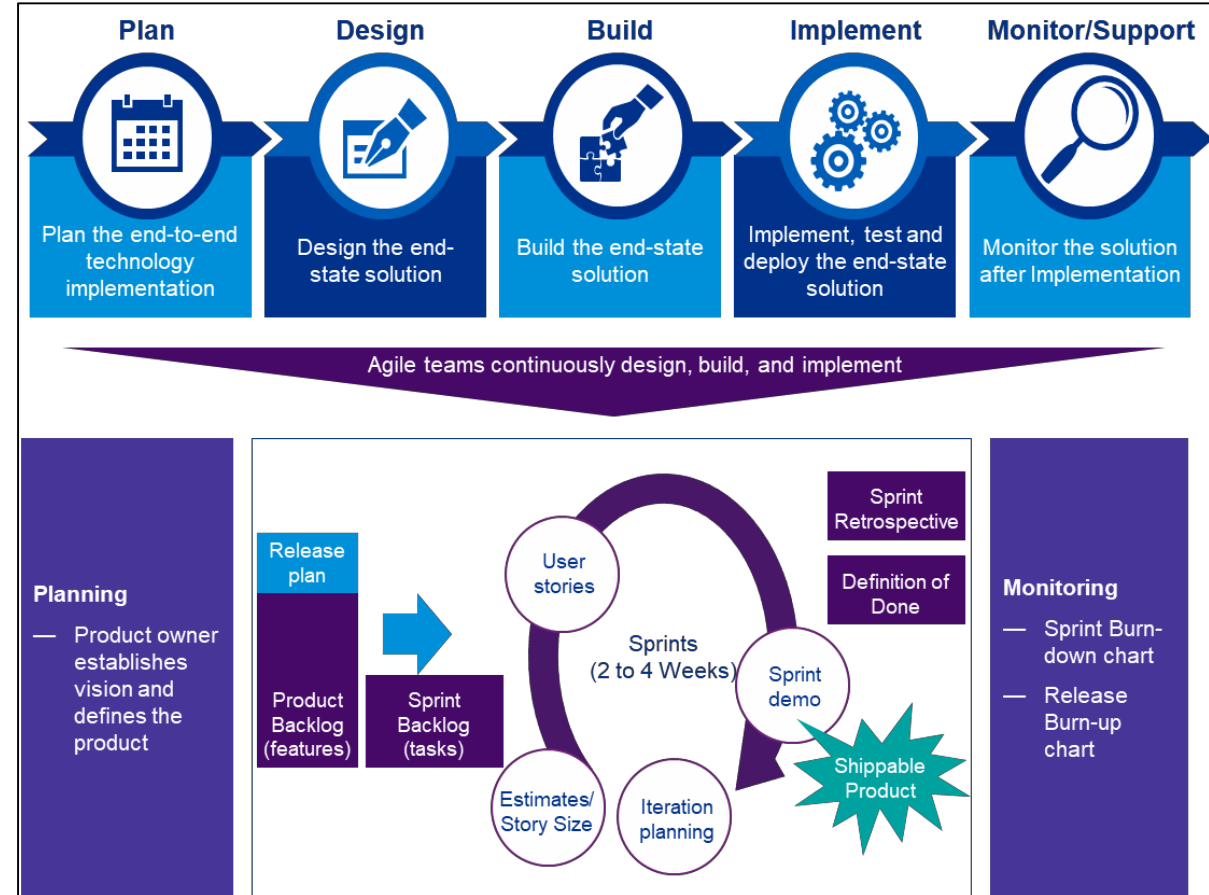 Plan
Design
Build
Implement
Monitor/Support
Plan the end-to-end
technology
implementation
Design the end-
state solution
Build the end-state
solution
Implement, test and
deploy the end-state
solution
Monitor the solution
after Implementation
Agile teams continuously design, build, and implement
Planning
— Product owner
establishes
vision and
defines the
product
Release
plan
Product
Backlog
(features)
Sprint
Backlog
(tasks)
User
stories
Sprints
(2 to 4 Weeks)
Estimates/
Story Size
Iteration
planning
Sprint
demo
Shippable
Product
Sprint
Retrospective
Definition of
Done
Monitoring
— Sprint Burn-
down chart
— Release
Burn-up
chart